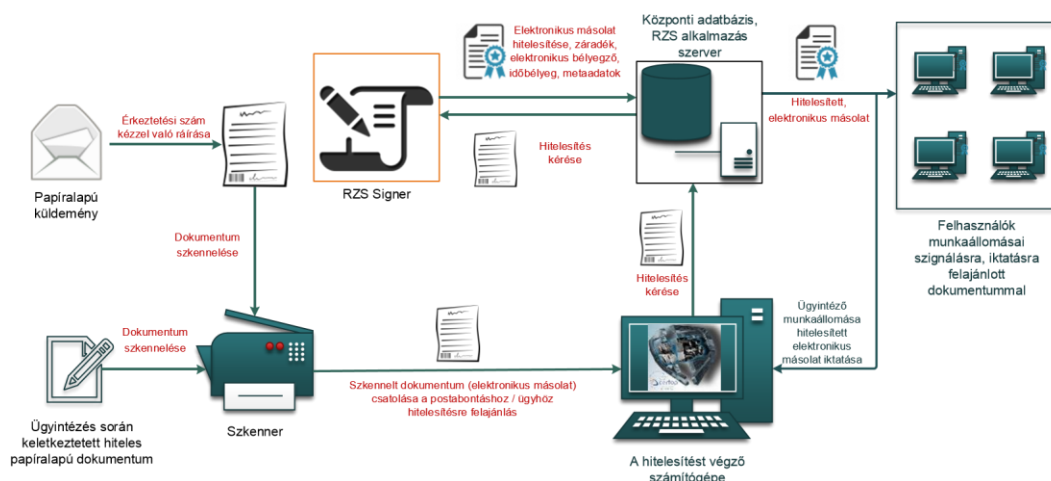 Elektronikus másolat
hitelesítése, záradék,
elektronikus bélyegző,
időbélyeg, metaadatok
Központi adatbázis,
RZS alkalmazás
szerver
Érkeztetési szám
kézzel való ráírása
Hitelesítés
kérése
Hitelesített,
elektronikus másolat
Papíralapú
küldemény
RZS Signer
Felhasználók
munkaállomásai
szignálásra, iktatásra
felajánlott
dokumentummal
Dokumentum
szkennelése
Hitelesítés
kérése
Dokumentum
szkennelése
Ügyintéző
munkaállomása
hitelesített
elektronikus
másolat iktatása
Szkennelt dokumentum (elektronikus másolat)
csatolása a postabontáshoz / ügyhöz
hitelesítésre felajánlás
Szkenner
Ügyintézés során
keletkeztetett hiteles
papíralapú dokumentum
A hitelesítést végző
számítógépe